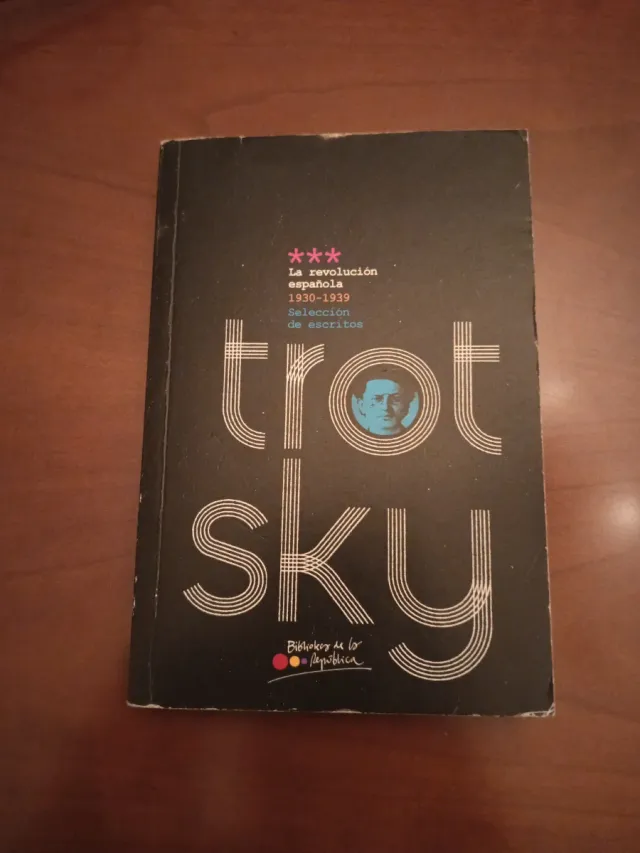 ***
La revolución
española
1930-1939
Selección
de escritos
trot
sky
Biblioteca de la
República